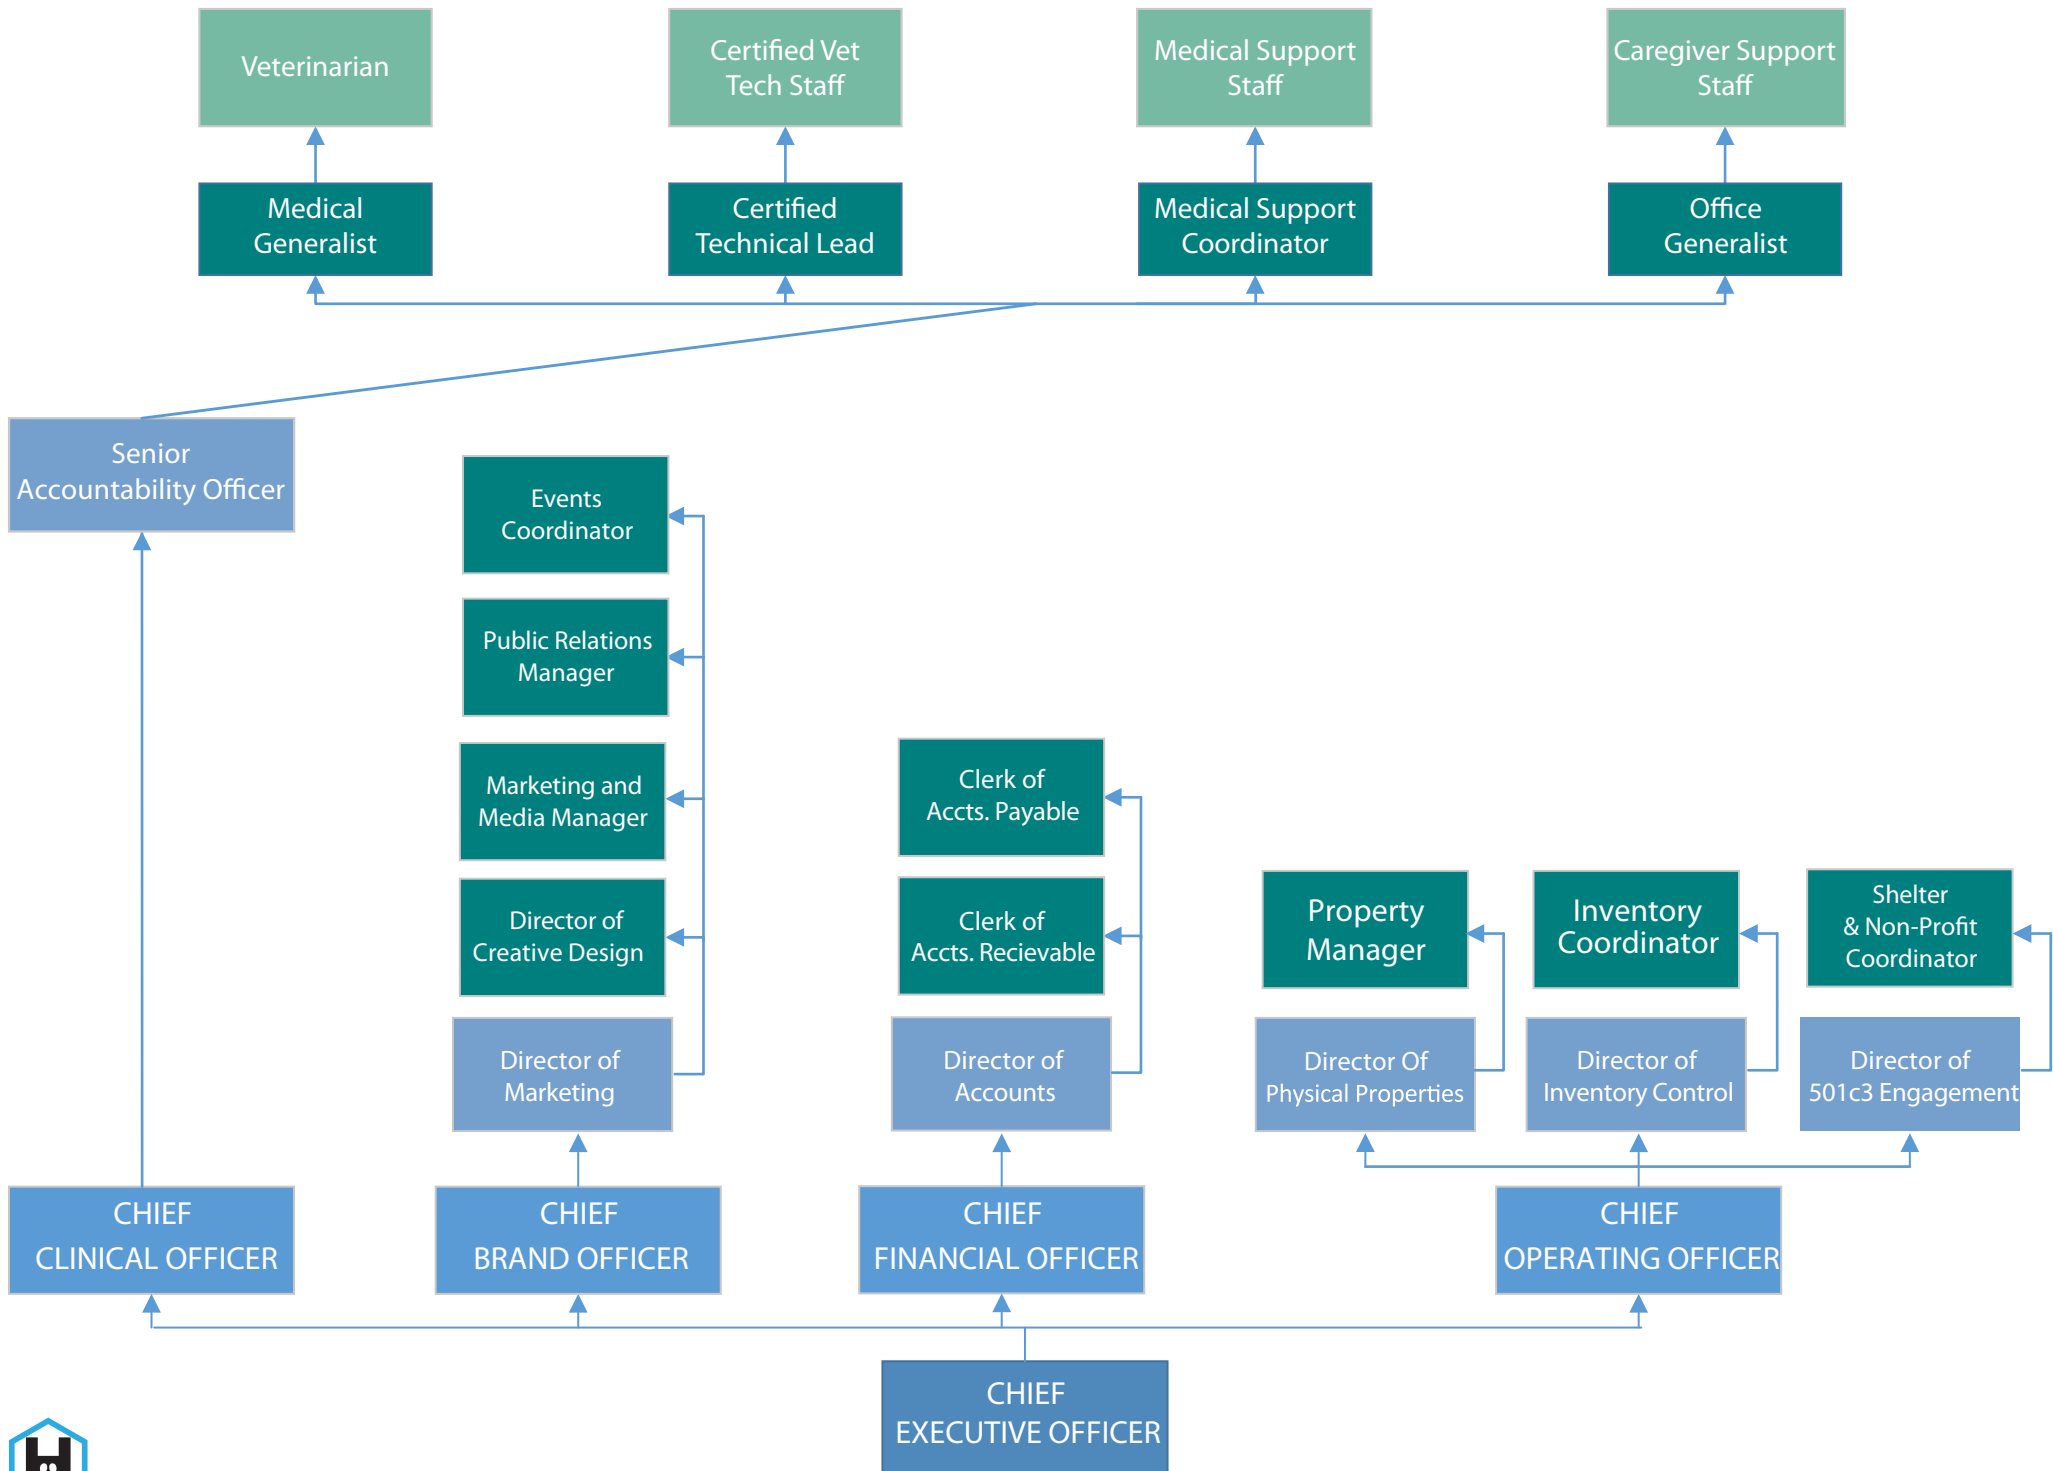 Veterinarian
Certified Vet
Tech Staff
Medical Support
Staff
Caregiver Support
Staff
Medical
Generalist
Certified
Technical Lead
Medical Support
Coordinator
Office
Generalist
Senior
Accountability Officer
Events
Coordinator
Public Relations
Manager
Marketing and
Media Manager
Director of
Creative Design
Director of
Marketing
Clerk of
Accts. Payable
Clerk of
Accts. Recievable
Director of
Accounts
Property
Manager
Inventory
Coordinator
Shelter
& Non-Profit
Coordinator
Director Of
Physical Properties
Director of
Inventory Control
Director of
501c3 Engagement
CHIEF
CLINICAL OFFICER
CHIEF
BRAND OFFICER
CHIEF
FINANCIAL OFFICER
CHIEF
OPERATING OFFICER
CHIEF
EXECUTIVE OFFICER